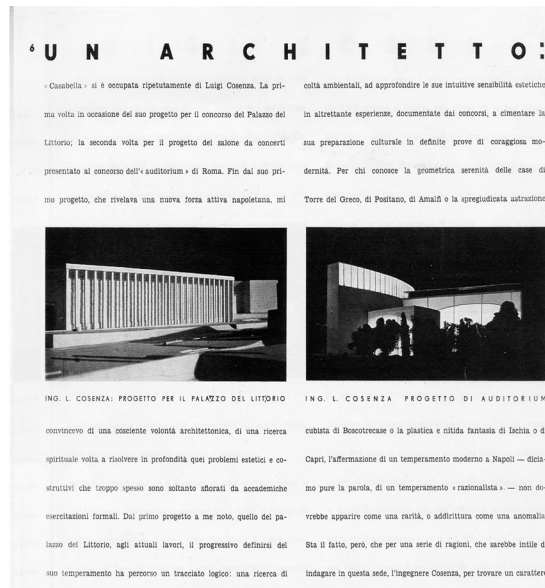 6
UN ARCHITETTO:
« Casabella » si è occupata ripetutamente di Luigi Cosenza. La pri-
ma volta in occasione del suo progetto per il concorso del Palazzo del
Littorio; la seconda volta per il progetto del salone da concerti
presentato al concorso dell'« auditorium » di Roma. Fin dal suo pri-
mo progetto, che rivelava una nuova forza attiva napoletana, mi
ING. L. COSENZA: PROGETTO PER IL PALAZZO DEL LITTORIO
convincevo di una cosciente volontà architettonica, di una ricerca
spirituale volta a risolvere in profondità quei problemi estetici e co-
struttivi che troppo spesso sono soltanto sfiorati da accademiche
esercitazioni formali. Dal primo progetto a me noto, quello del pa-
lazzo del Littorio, agli attuali lavori, il progressivo definirsi del
suo temperamento ha percorso un tracciato logico: una ricerca di
coltà ambientali, ad approfondire le sue intuitive sensibilità estetiche
in altrettante esperienze, documentate dai concorsi, a cimentare la
sua preparazione culturale in definite prove di coraggiosa mo-
dernità. Per chi conosce la geometrica serenità delle case di
Torre del Greco, di Positano, di Amalfi o la spregiudicata astrazione
ING. L. COSENZA PROGETTO DI AUDITORIUM
cubista di Boscotrecase o la plastica e nitida fantasia di Ischia o d
Capri, l'affermazione di un temperamento moderno a Napoli — dicia-
mo pure la parola, di un temperamento « razionalista ». — non do-
vrebbe apparire come una rarità, o addirittura come una anomalia
Sta il fatto, però, che per una serie di ragioni, che sarebbe intile d
indagare in questa sede, l'ingegnere Cosenza, per trovare un carattere